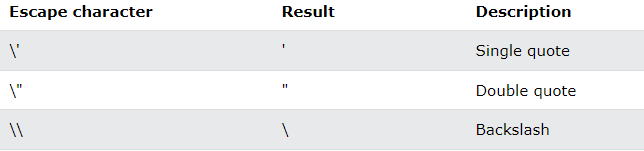 Escape character Result Description
\' ' Single quote
\" " Double quote
\\ \ Backslash